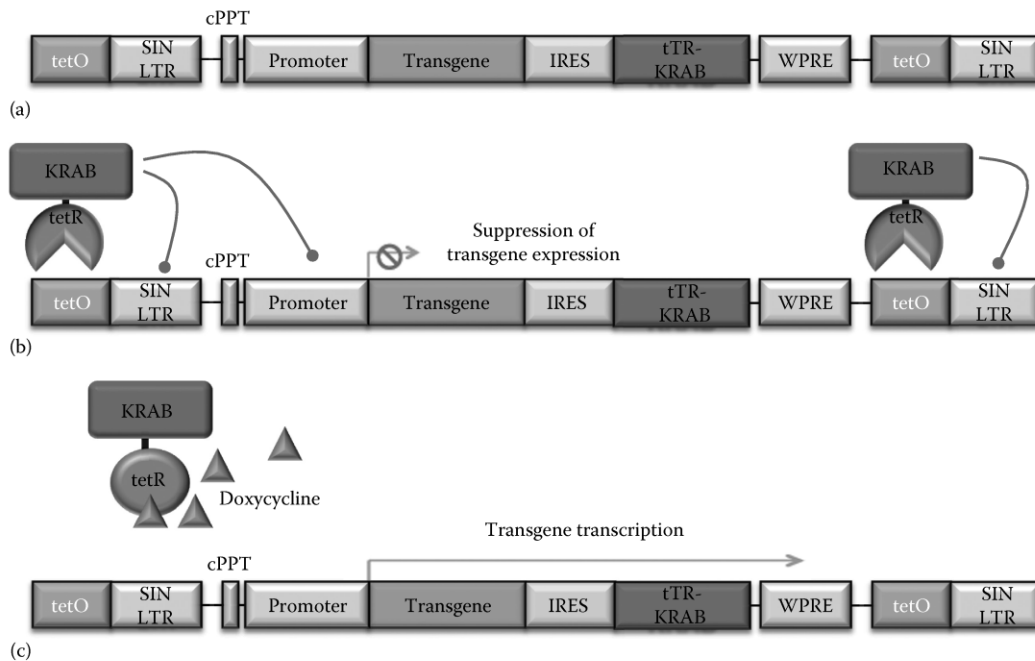 cPPT
tetO SIN LTR Promoter Transgene IRES tTR-KRAB WPRE tetO SIN LTR
(a)
KRAB KRAB
tetR tetR
Suppression of
transgene expression
cPPT
tetO SIN LTR Promoter Transgene IRES tTR-KRAB WPRE tetO SIN LTR
(b)
KRAB
tetR
Doxycycline
Transgene transcription
cPPT
tetO SIN LTR Promoter Transgene IRES tTR-KRAB WPRE tetO SIN LTR
(c)